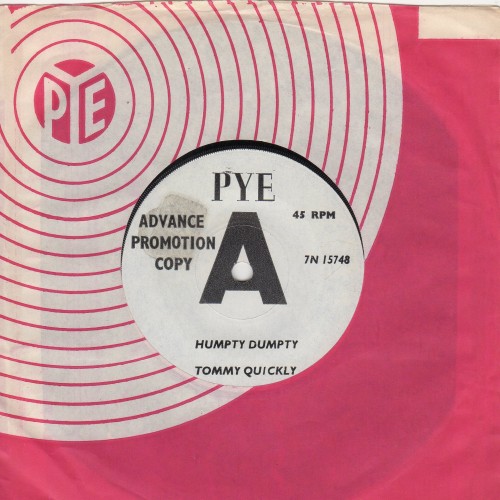 PYE
PYE
ADVANCE
PROMOTION
COPY
A
45 RPM
7N 15748
HUMPTY DUMPTY
TOMMY QUICKLY